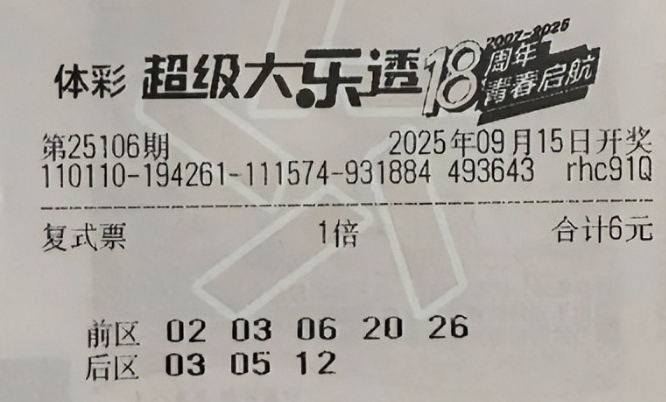 体彩 超级大乐透 18 2007-2025 周年 青春启航
第25106期 2025年09月15日开奖
110110-194261-111574-931884 493643 rhc91Q
复式票 1倍 合计6元
前区 02 03 06 20 26
后区 03 05 12